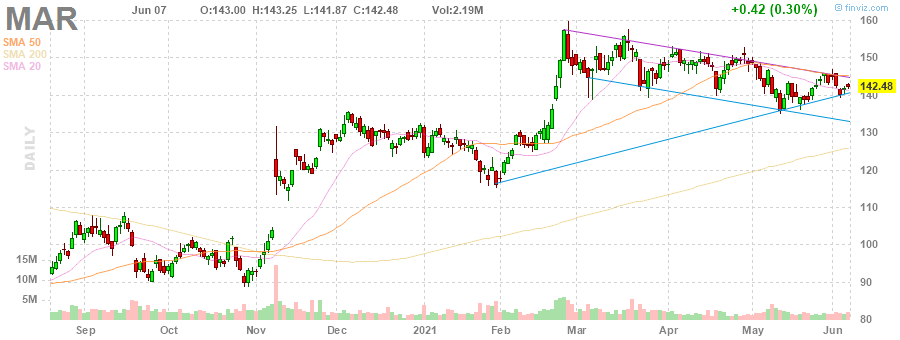 MAR Jun 07 O:143.00 H:143.25 L:141.87 C:142.48 Vol:2.19M +0.42 (0.30%) @ finviz.com
SMA 50
SMA 200
SMA 20
DAILY
160
150
142.48
140
130
120
110
100
90
80
15M
10M
5M
Sep Oct Nov Dec 2021 Feb Mar Apr May Jun